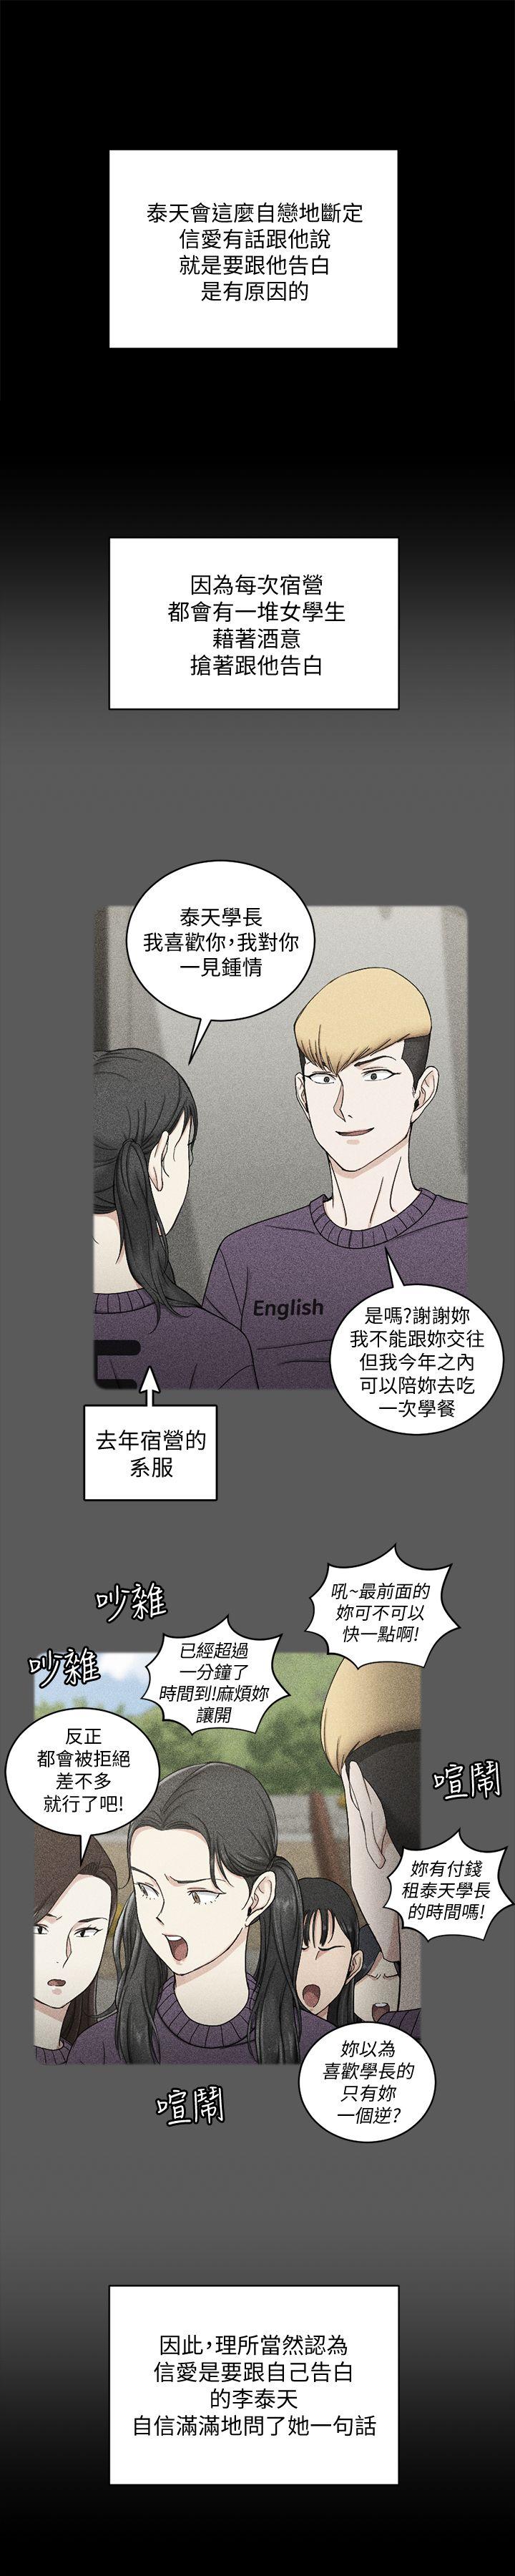 泰天會這麼自戀地斷定
信愛有話跟他說
就是要跟他告白
是有原因的
因為每次宿營
都會有一堆女學生
藉著酒意
搶著跟他告白
泰天學長
我喜歡你,我對你
一見鍾情
English
是嗎?謝謝妳
我不能跟妳交往
但我今年之內
可以陪妳去吃
一次學餐
去年宿營的
系服
吵雜
吼~最前面的
妳可不可以
快一點啊!
已經超過
一分鐘了
時間到!麻煩妳
讓開
吵雜
反正
都會被拒絕
差不多
就行了吧!
喧鬧
妳有付錢
租泰天學長
的時間嗎!
妳以為
喜歡學長的
只有妳
一個逆?
喧鬧
因此,理所當然認為
信愛是要跟自己告白
的李泰天
自信滿滿地問了她一句話